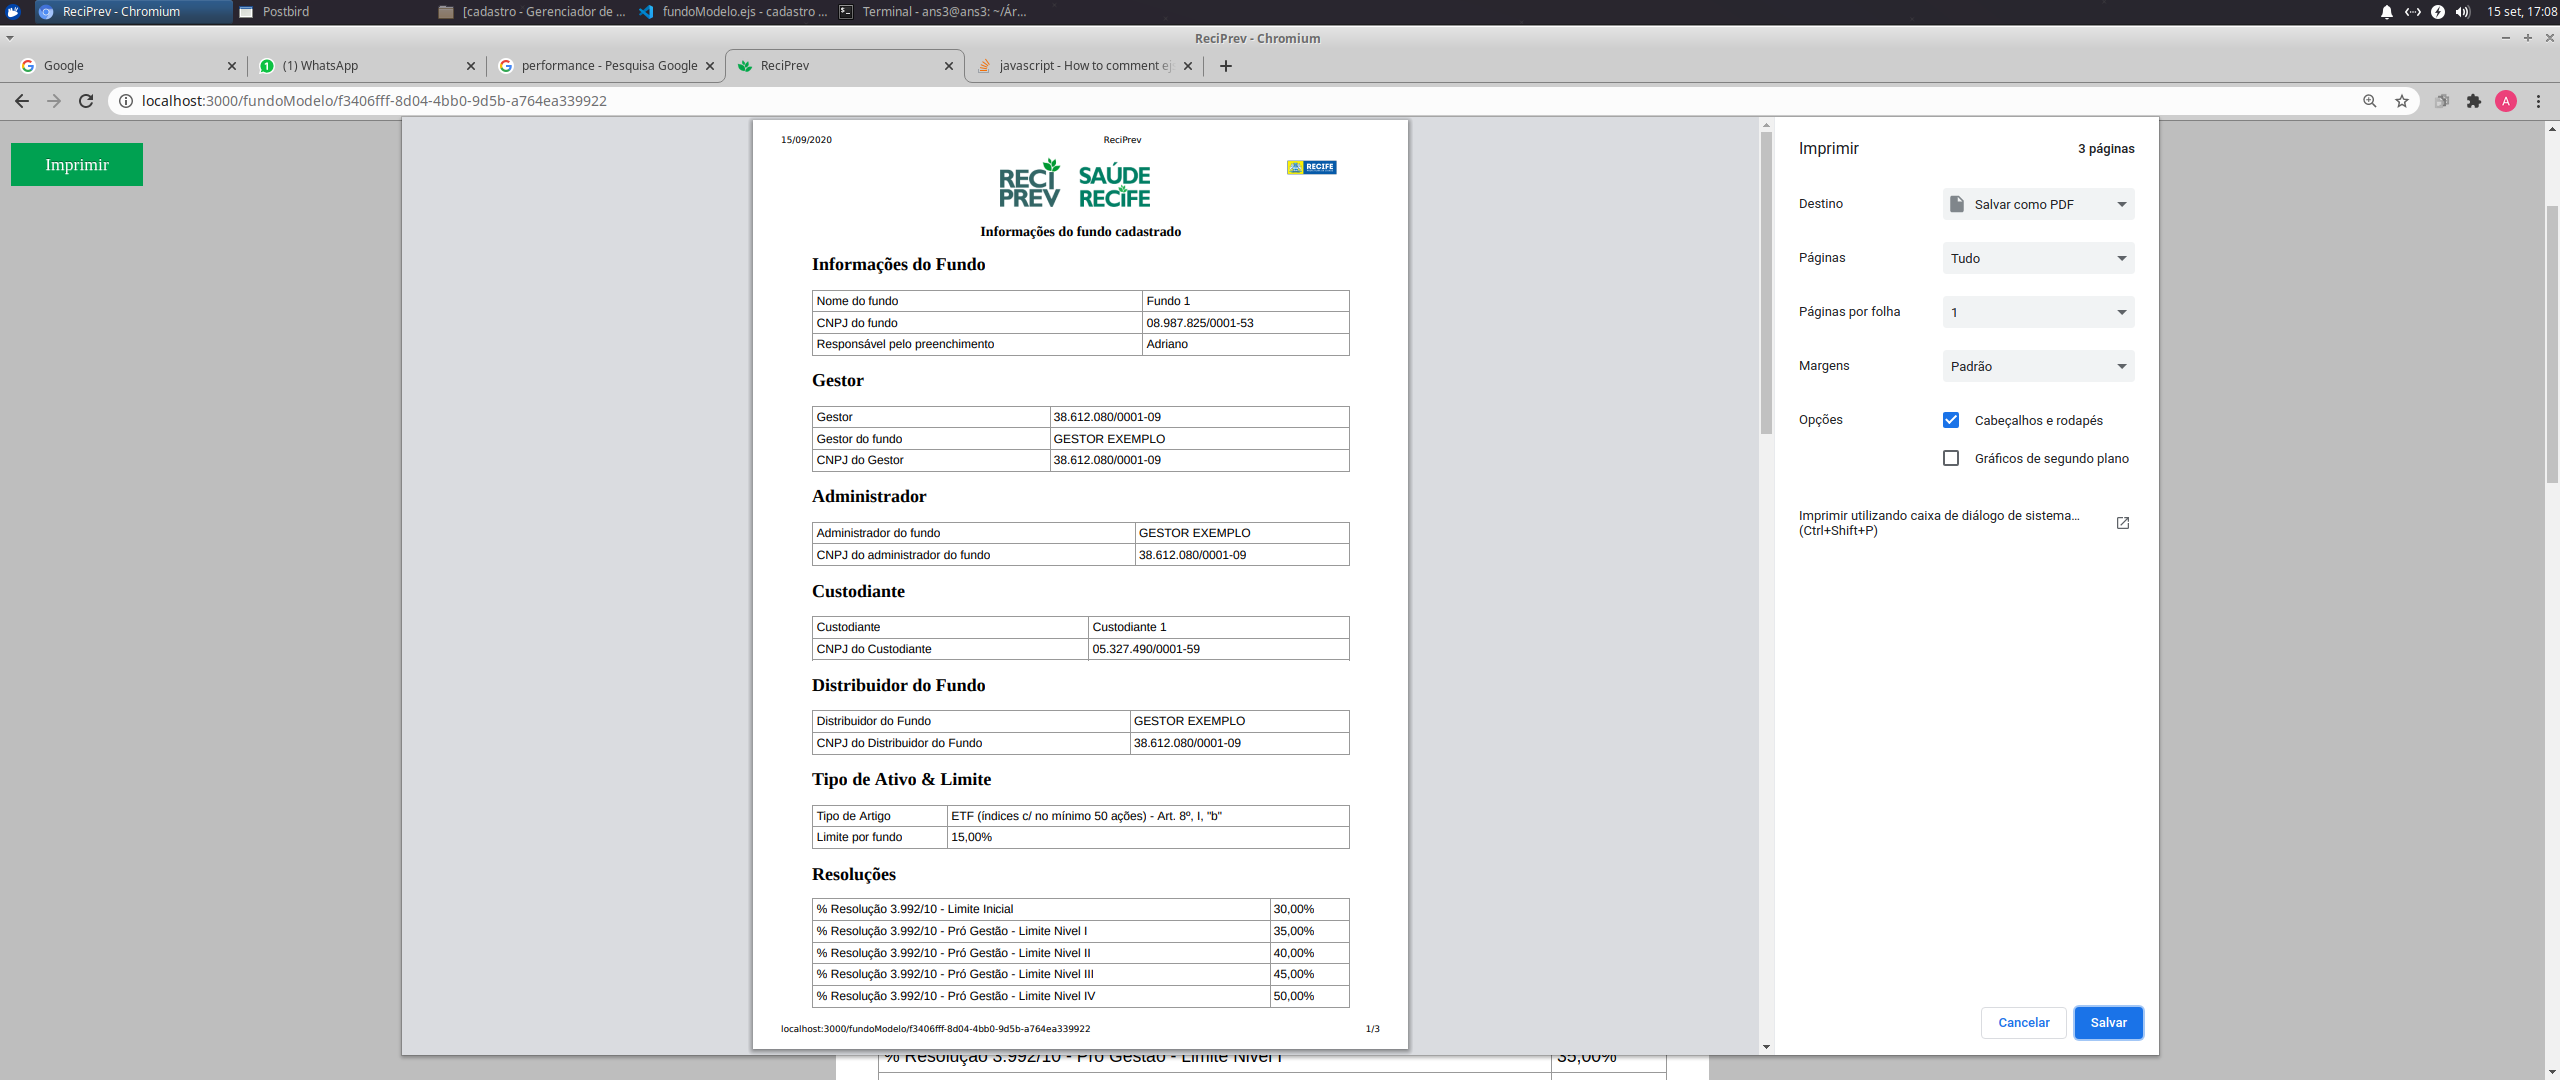 ReciPrev - Chromium
Postbird
[cadastro - Gerenciador de ...
fundoModelo.ejs - cadastro ...
Terminal - ans3@ans3: ~/Ár...
15 set, 17:08
ReciPrev - Chromium
Google
(1) WhatsApp
performance - Pesquisa Google
ReciPrev
javascript - How to comment ej
localhost:3000/fundoModelo/f3406fff-8d04-4bb0-9d5b-a764ea339922
A
Imprimir
15/09/2020
ReciPrev
RECI PREV
SAÚDE RECIFE
RECIFE
Informações do fundo cadastrado
Informações do Fundo
Nome do fundo Fundo 1
CNPJ do fundo 08.987.825/0001-53
Responsável pelo preenchimento Adriano
Gestor
Gestor 38.612.080/0001-09
Gestor do fundo GESTOR EXEMPLO
CNPJ do Gestor 38.612.080/0001-09
Administrador
Administrador do fundo GESTOR EXEMPLO
CNPJ do administrador do fundo 38.612.080/0001-09
Custodiante
Custodiante Custodiante 1
CNPJ do Custodiante 05.327.490/0001-59
Distribuidor do Fundo
Distribuidor do Fundo GESTOR EXEMPLO
CNPJ do Distribuidor do Fundo 38.612.080/0001-09
Tipo de Ativo & Limite
Tipo de Artigo ETF (índices c/ no mínimo 50 ações) - Art. 8º, I, "b"
Limite por fundo 15,00%
Resoluções
% Resolução 3.992/10 - Limite Inicial 30,00%
% Resolução 3.992/10 - Pró Gestão - Limite Nivel I 35,00%
% Resolução 3.992/10 - Pró Gestão - Limite Nivel II 40,00%
% Resolução 3.992/10 - Pró Gestão - Limite Nivel III 45,00%
% Resolução 3.992/10 - Pró Gestão - Limite Nivel IV 50,00%
localhost:3000/fundoModelo/f3406fff-8d04-4bb0-9d5b-a764ea339922 1/3
% Resolução 3.992/10 - Pró Gestão - Limite Nivel I 35,00%
Imprimir
3 páginas
Destino Salvar como PDF
Páginas Tudo
Páginas por folha 1
Margens Padrão
Opções Cabeçalhos e rodapés
Gráficos de segundo plano
Imprimir utilizando caixa de diálogo de sistema...
(Ctrl+Shift+P)
Cancelar
Salvar